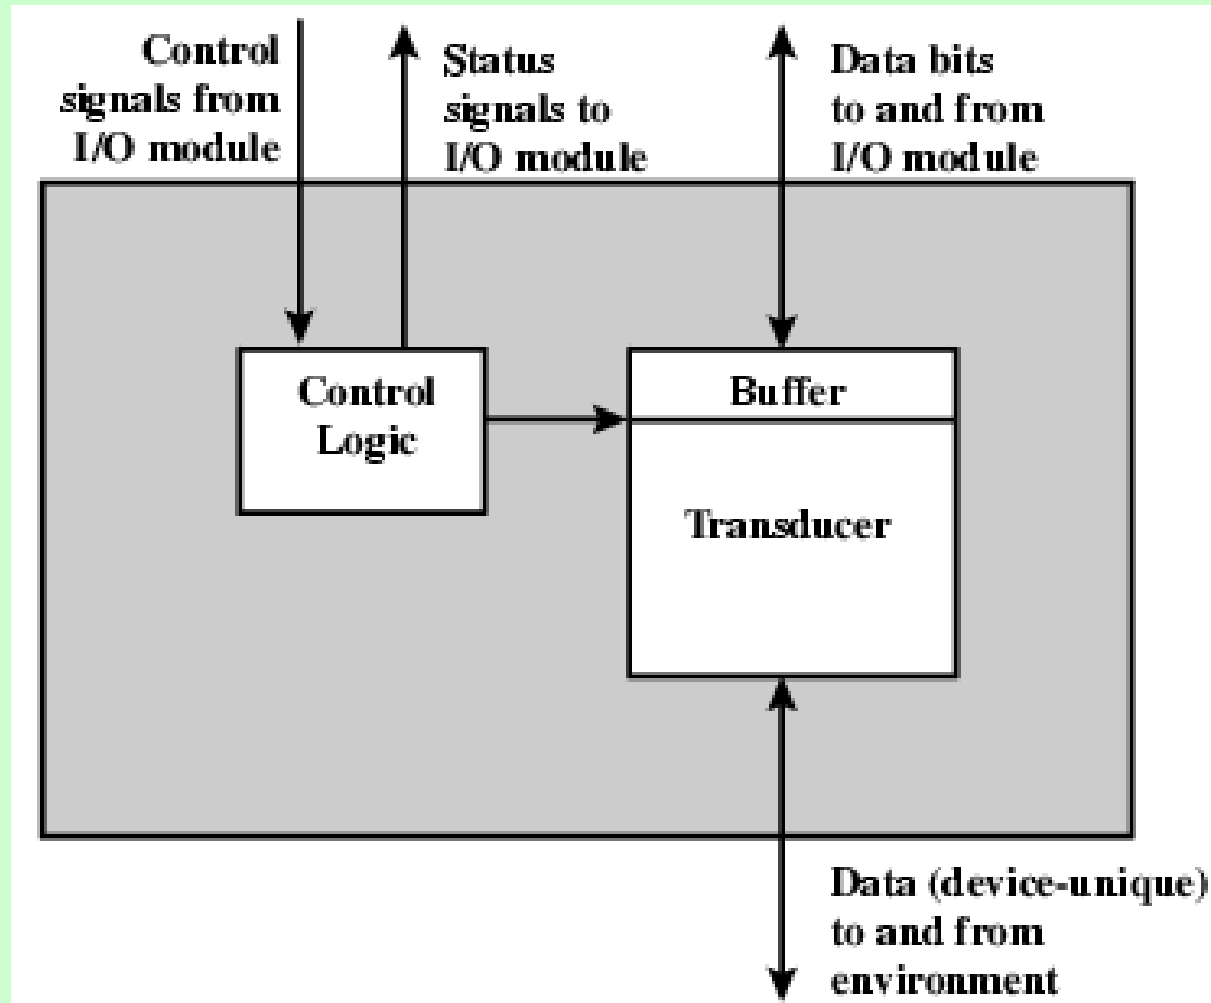 Control
signals from
I/O module
Status
signals to
I/O module
Data bits
to and from
I/O module
Control
Logic
Buffer
Transducer
Data (device-unique)
to and from
environment